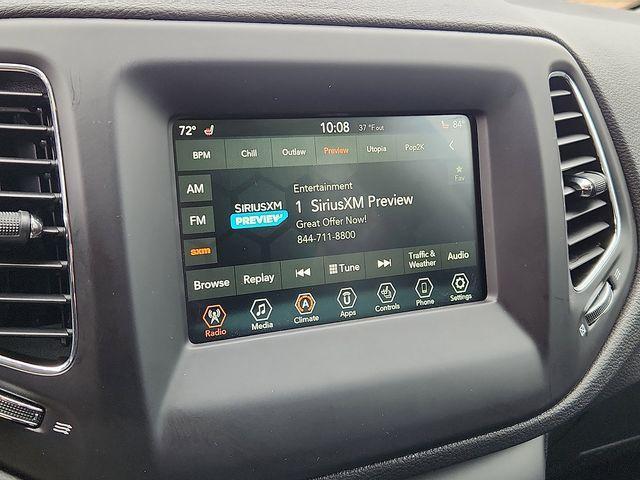 72° 10:08 37 °F out 84
BPM Chill Outlaw Preview Utopia Pop2K
AM
FM
sxm
SIRIUSXM
PREVIEW
Entertainment
1 SiriusXM Preview
Great Offer Now!
844-711-8800
Fav
Browse Replay Tune Traffic & Weather Audio
Radio Media Climate Apps Controls Phone Settings